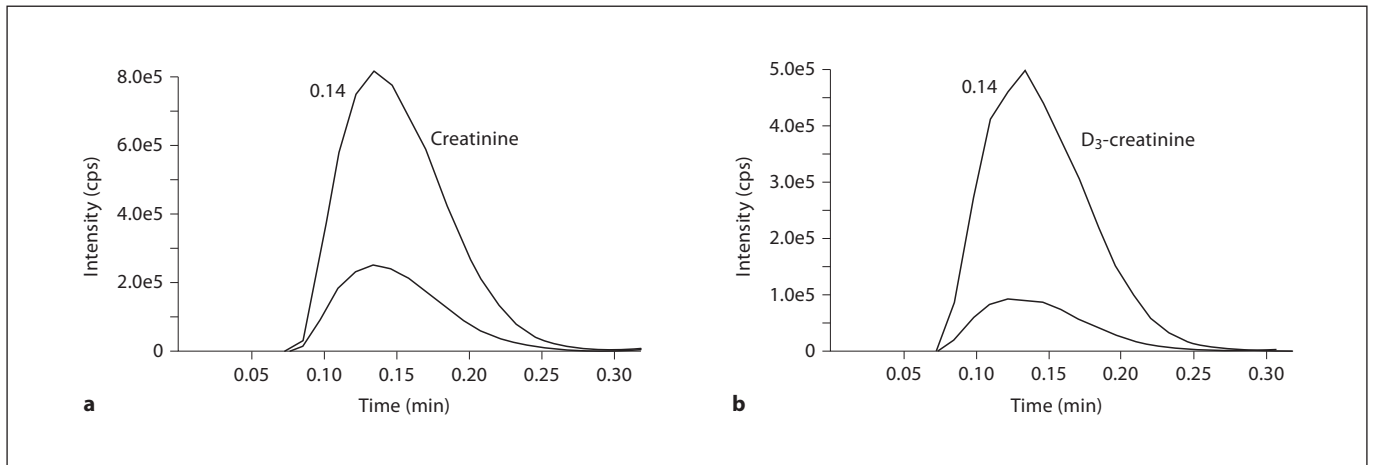 8.0e5
6.0e5
4.0e5
2.0e5
0
Intensity (cps)
0.14
Creatinine
0.05 0.10 0.15 0.20 0.25 0.30
Time (min)
a
5.0e5
4.0e5
3.0e5
2.0e5
1.0e5
0
Intensity (cps)
0.14
D₃-creatinine
0.05 0.10 0.15 0.20 0.25 0.30
Time (min)
b